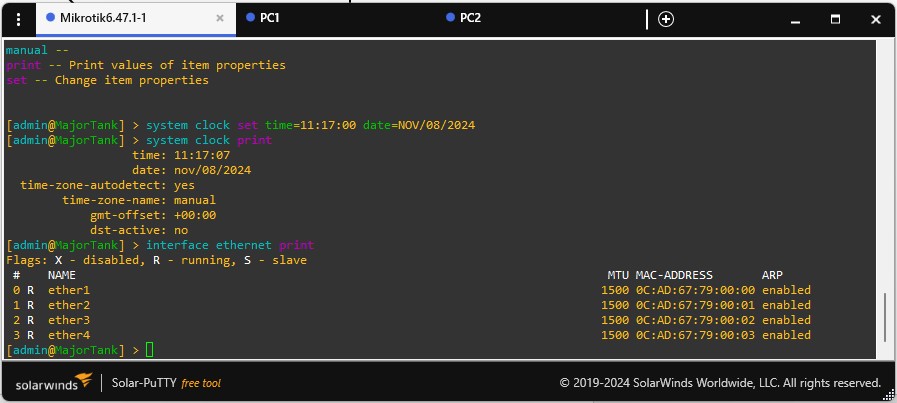 Mikrotik6.47.1-1 × PC1 PC2
manual --
print -- Print values of item properties
set -- Change item properties
[admin@MajorTank] > system clock set time=11:17:00 date=NOV/08/2024
[admin@MajorTank] > system clock print
time: 11:17:07
date: nov/08/2024
time-zone-autodetect: yes
time-zone-name: manual
gmt-offset: +00:00
dst-active: no
[admin@MajorTank] > interface ethernet print
Flags: X - disabled, R - running, S - slave
# NAME MTU MAC-ADDRESS ARP
0 R ether1 1500 0C:AD:67:79:00:00 enabled
1 R ether2 1500 0C:AD:67:79:00:01 enabled
2 R ether3 1500 0C:AD:67:79:00:02 enabled
3 R ether4 1500 0C:AD:67:79:00:03 enabled
[admin@MajorTank] >
solarwinds | Solar-PuTTY free tool © 2019-2024 SolarWinds Worldwide, LLC. All rights reserved.